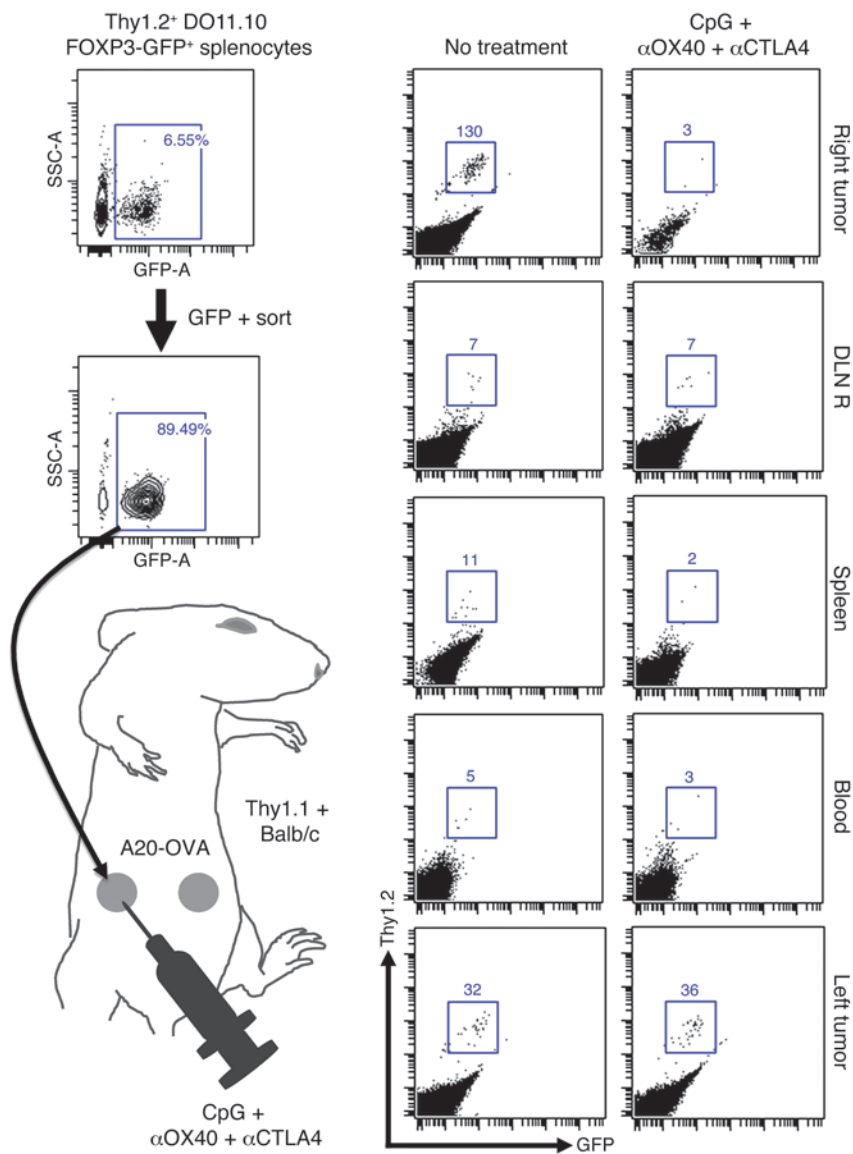 Thy1.2⁺ DO11.10
FOXP3-GFP⁺ splenocytes
SSC-A
6.55%
GFP-A
GFP + sort
SSC-A
89.49%
GFP-A
Thy1.1 +
Balb/c
A20-OVA
CpG +
αOX40 + αCTLA4
No treatment
CpG +
αOX40 + αCTLA4
130
3
Right tumor
7
7
DLN R
11
2
Spleen
5
3
Blood
32
36
Left tumor
Thy1.2
GFP